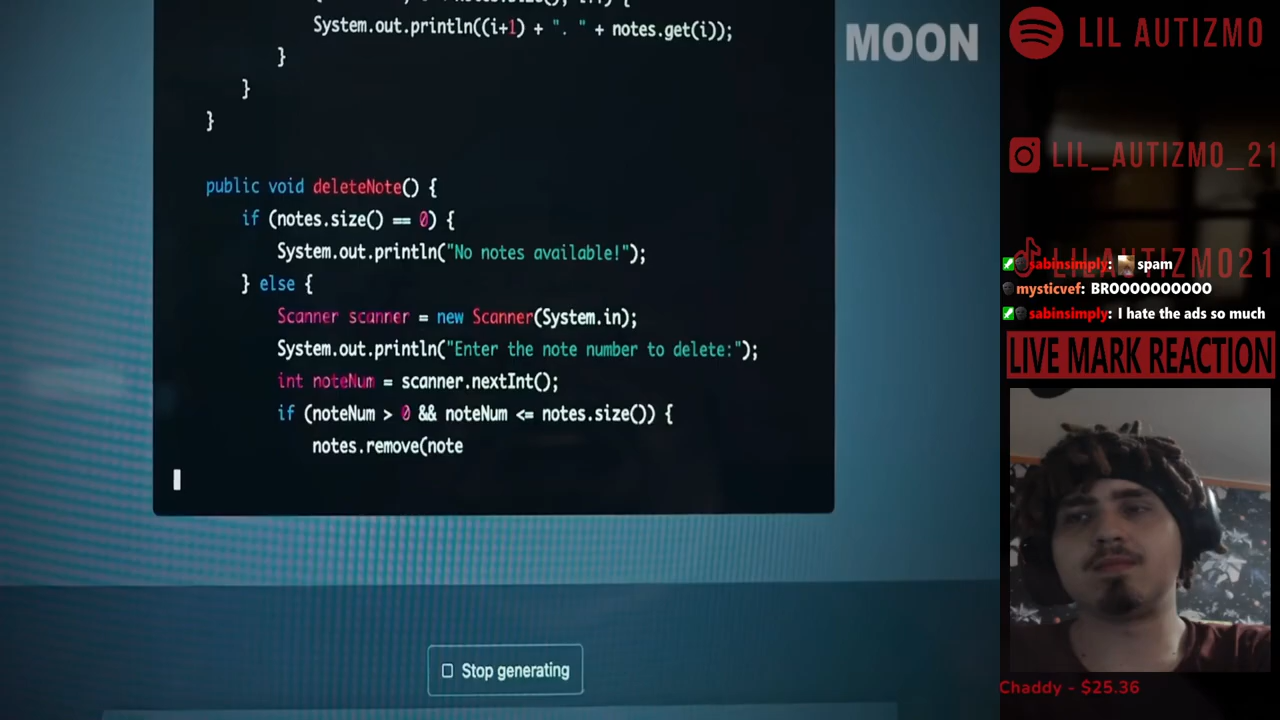 System.out.println((i+1) + ". " + notes.get(i));
}
}
}
public void deleteNote() {
if (notes.size() == 0) {
System.out.println("No notes available!");
} else {
Scanner scanner = new Scanner(System.in);
System.out.println("Enter the note number to delete:");
int noteNum = scanner.nextInt();
if (noteNum > 0 && noteNum <= notes.size()) {
notes.remove(note
Stop generating
MOON
LIL AUTIZMO
LIL_AUTIZMO_21
LILAUTIZMO21
sabinsimply: spam
mysticvef: BROOOOOOOOOO
sabinsimply: I hate the ads so much
LIVE MARK REACTION
Chaddy - $25.36